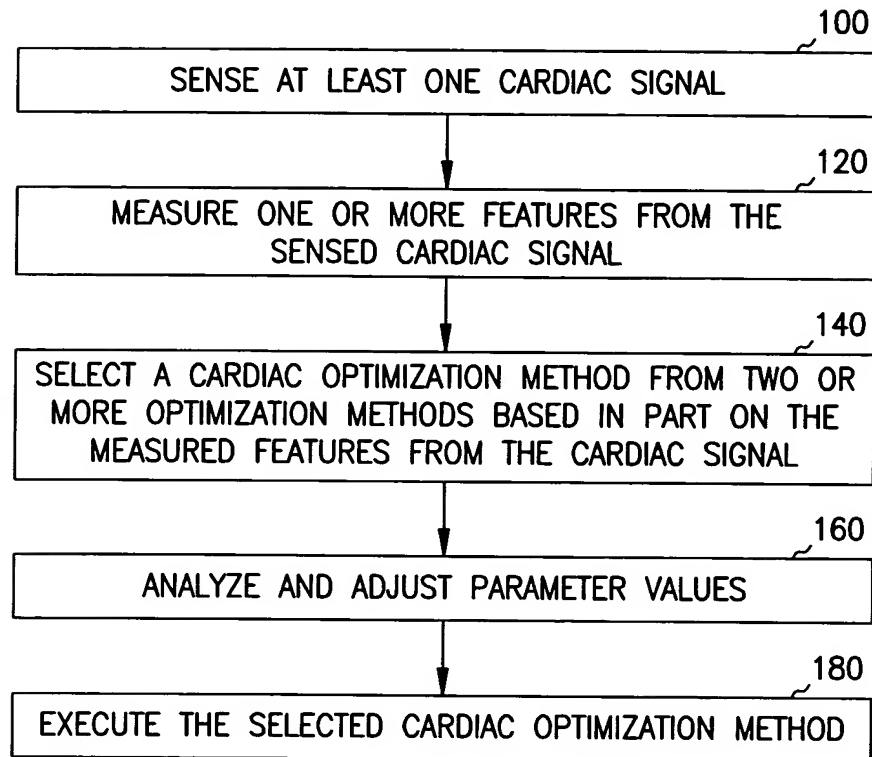 100
SENSE AT LEAST ONE CARDIAC SIGNAL
120
MEASURE ONE OR MORE FEATURES FROM THE
SENSED CARDIAC SIGNAL
140
SELECT A CARDIAC OPTIMIZATION METHOD FROM TWO OR
MORE OPTIMIZATION METHODS BASED IN PART ON THE
MEASURED FEATURES FROM THE CARDIAC SIGNAL
160
ANALYZE AND ADJUST PARAMETER VALUES
180
EXECUTE THE SELECTED CARDIAC OPTIMIZATION METHOD